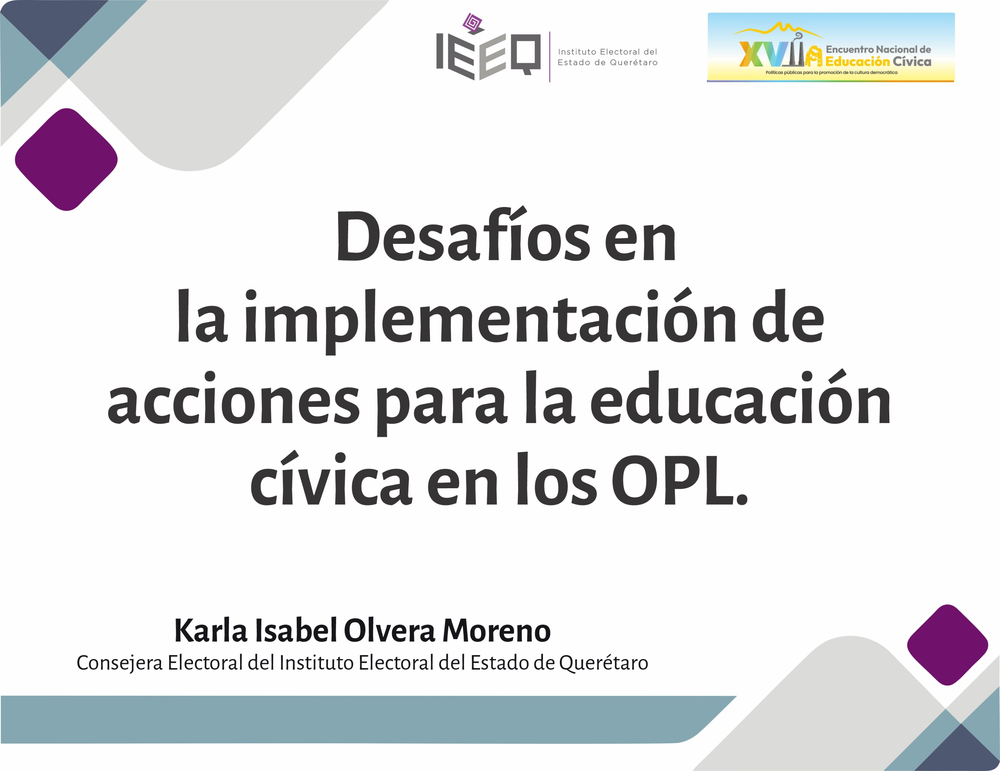 IEEQ
Instituto Electoral del
Estado de Querétaro
XVII
Encuentro Nacional de
Educación Cívica
Políticas públicas para la promoción de la cultura democrática
Desafíos en
la implementación de
acciones para la educación
cívica en los OPL.
Karla Isabel Olvera Moreno
Consejera Electoral del Instituto Electoral del Estado de Querétaro